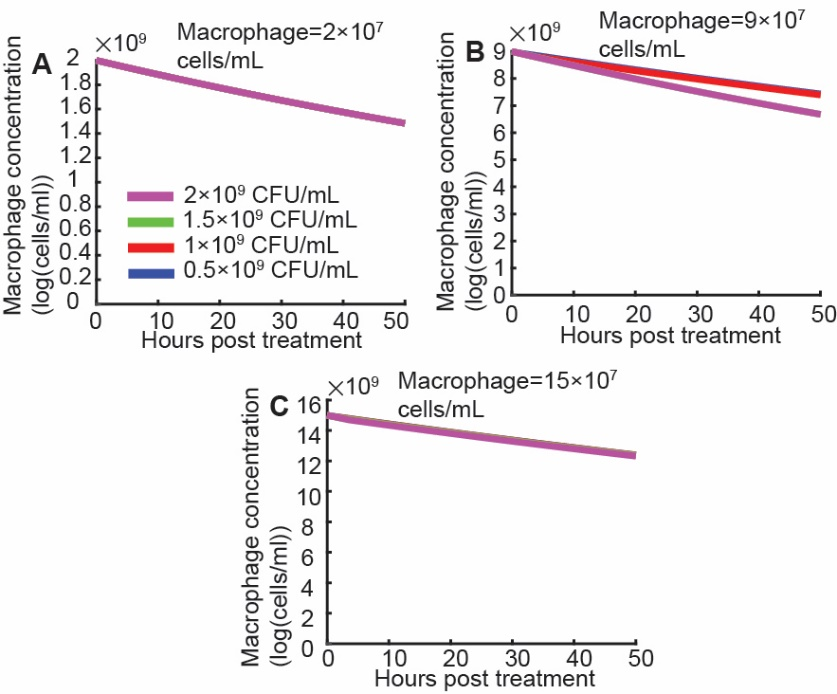 A
×10⁹
Macrophage=2×10⁷
cells/mL
Macrophage concentration
(log(cells/ml))
2
1.8
1.6
1.4
1.2
1
0.8
0.6
0.4
0.2
0
2×10⁹ CFU/mL
1.5×10⁹ CFU/mL
1×10⁹ CFU/mL
0.5×10⁹ CFU/mL
0 10 20 30 40 50
Hours post treatment
B
×10⁹
Macrophage=9×10⁷
cells/mL
Macrophage concentration
(log(cells/ml))
9
8
7
6
5
4
3
2
1
0
0 10 20 30 40 50
Hours post treatment
C
×10⁹
Macrophage=15×10⁷
cells/mL
Macrophage concentration
(log(cells/ml))
16
14
12
10
8
6
4
2
0
0 10 20 30 40 50
Hours post treatment